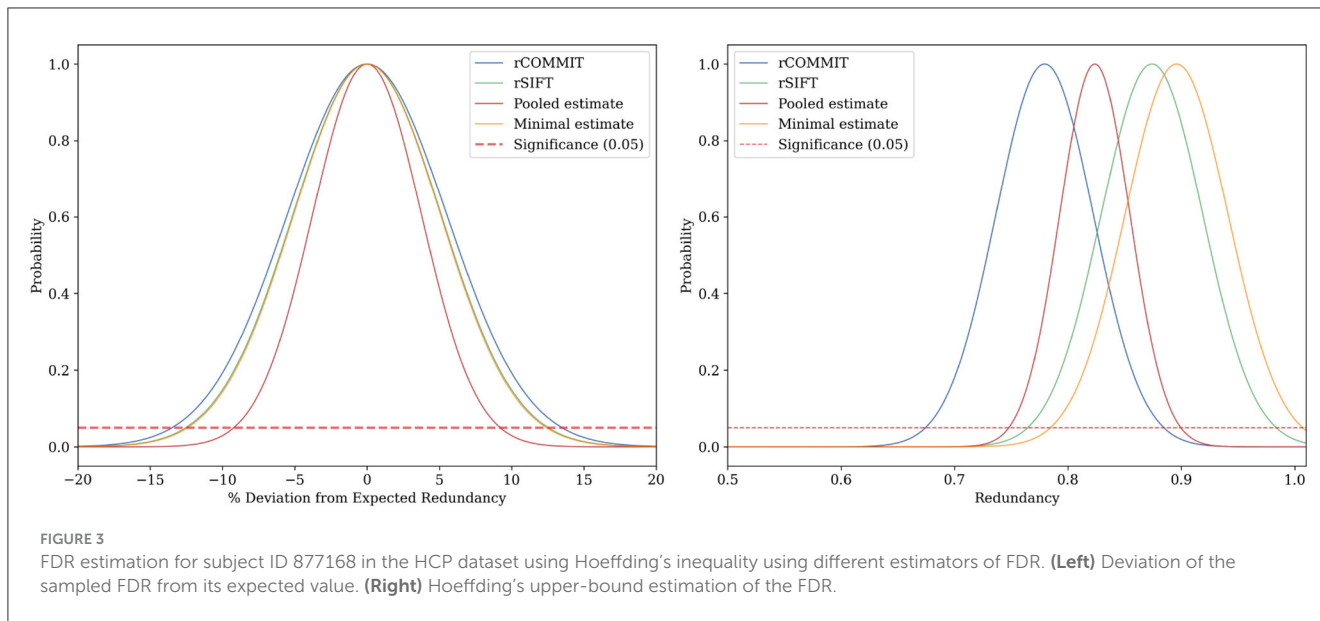 rCOMMIT
rSIFT
Pooled estimate
Minimal estimate
Significance (0.05)
1.0
0.8
0.6
0.4
0.2
0.0
Probability
−20
−15
−10
−5
0
5
10
15
20
% Deviation from Expected Redundancy
rCOMMIT
rSIFT
Pooled estimate
Minimal estimate
Significance (0.05)
1.0
0.8
0.6
0.4
0.2
0.0
Probability
0.5
0.6
0.7
0.8
0.9
1.0
Redundancy
FIGURE 3
FDR estimation for subject ID 877168 in the HCP dataset using Hoeffding's inequality using different estimators of FDR. (Left) Deviation of the
sampled FDR from its expected value. (Right) Hoeffding's upper-bound estimation of the FDR.